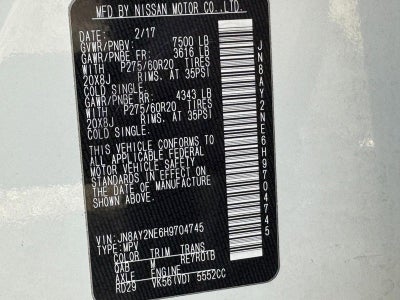 MFD BY NISSAN MOTOR CO.,LTD.
DATE: 2/17
GVWR/PNBV: 7500 LB
GAWR/PNBE FR: 3616 LB
WITH P275/60R20 TIRES
20X8J RIMS. AT 35PSI
COLD SINGLE.
GAWR/PNBE RR: 4343 LB
WITH P275/60R20 TIRES
20X8J RIMS. AT 35PSI
COLD SINGLE.
THIS VEHICLE CONFORMS
TO ALL APPLICABLE FEDERAL
MOTOR VEHICLE SAFETY
STANDARDS IN EFFECT ON
THE DATE OF MANUFACTURE
SHOWN ABOVE.
VIN:JN8AY2NE6H9704745
TYPE:MPV
COLOR TRIM TRANS
QAB M RE7R01B
RD29 VK56(VD) 5552CC
JN8AY2NE6H9704745